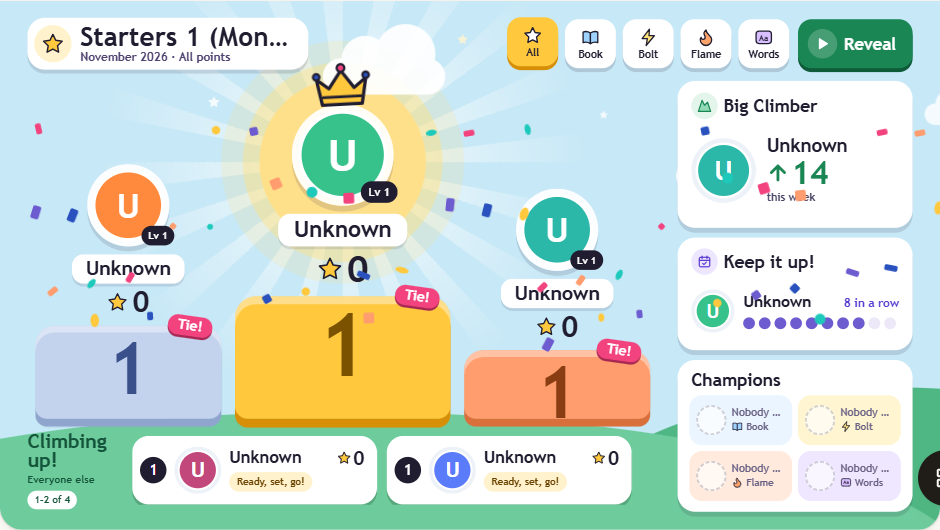 Starters 1 (Mon...
November 2026 · All points
All
Book
Bolt
Flame
Aa
Words
Reveal
U
Lv 1
Unknown
0
Tie!
1
U
Lv 1
Unknown
0
Tie!
1
U
Lv 1
Unknown
0
Tie!
1
Big Climber
U
Unknown
14
this week
Keep it up!
U
Unknown
8 in a row
Champions
Nobody ...
Book
Nobody ...
Bolt
Nobody ...
Flame
Nobody ...
Aa
Words
Climbing
up!
Everyone else
1-2 of 4
1
U
Unknown
0
Ready, set, go!
1
U
Unknown
0
Ready, set, go!